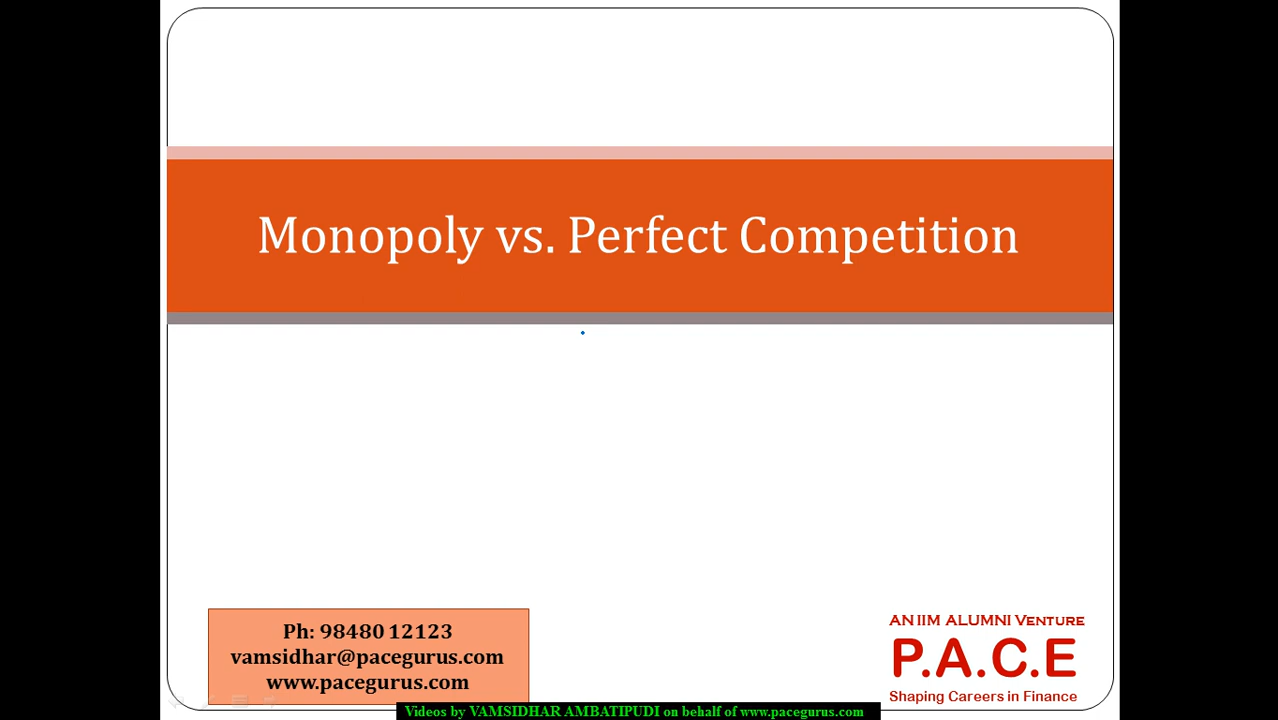 Monopoly vs. Perfect Competition
Ph: 98480 12123
vamsidhar@pacegurus.com
www.pacegurus.com
AN IIM ALUMNI VENTURE
P.A.C.E
Shaping Careers in Finance
Videos by VAMSIDHAR AMBATIPUDI on behalf of www.pacegurus.com